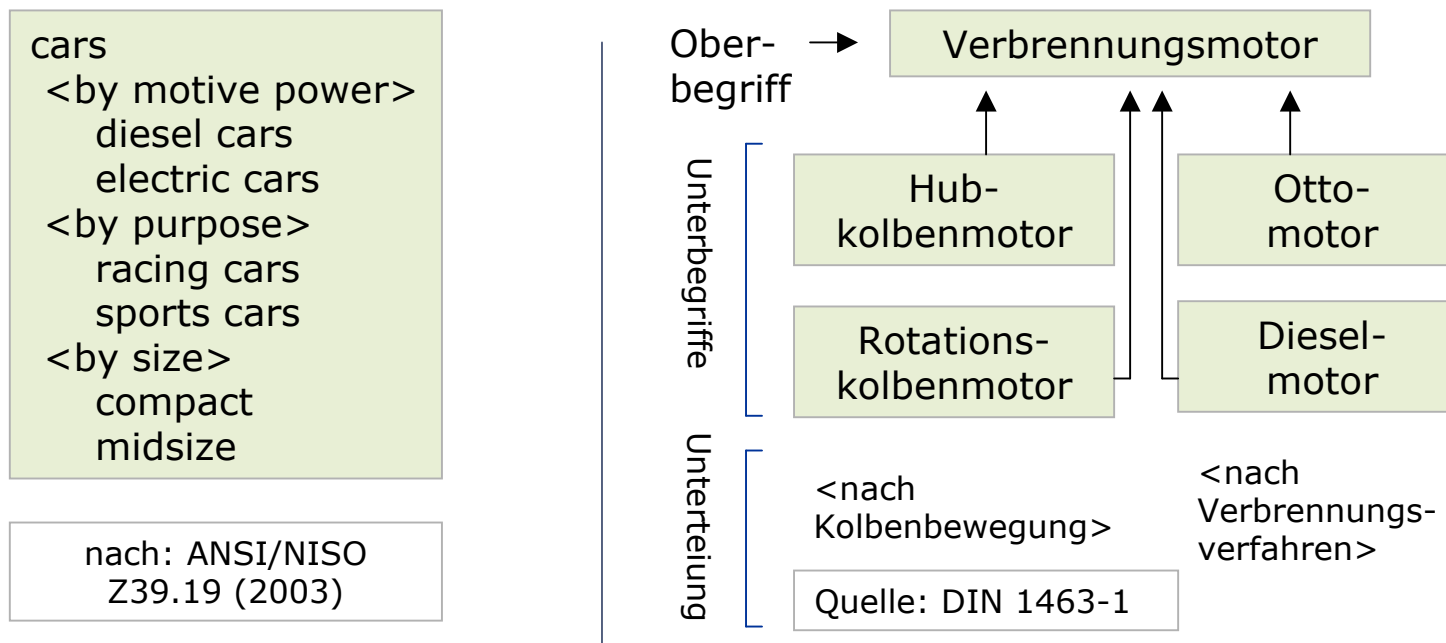 cars
<by motive power>
diesel cars
electric cars
<by purpose>
racing cars
sports cars
<by size>
compact
midsize
nach: ANSI/NISO
Z39.19 (2003)
Ober-
begriff
Verbrennungsmotor
Unterbegriffe
Hub-
kolbenmotor
Otto-
motor
Rotations-
kolbenmotor
Diesel-
motor
Unterteiung
<nach
Kolbenbewegung>
<nach
Verbrennungs-
verfahren>
Quelle: DIN 1463-1